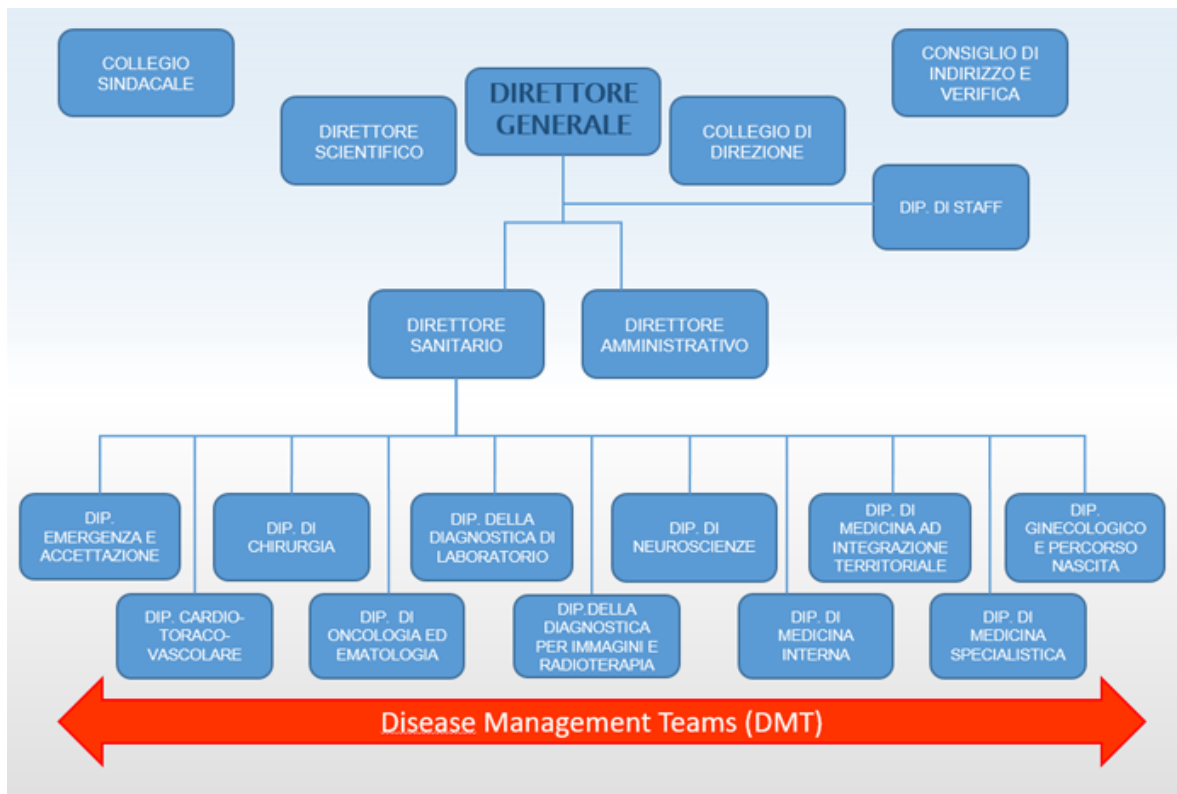 COLLEGIO
SINDACALE
CONSIGLIO DI
INDIRIZZO E
VERIFICA
DIRETTORE
GENERALE
DIRETTORE
SCIENTIFICO
COLLEGIO DI
DIREZIONE
DIP. DI STAFF
DIRETTORE
SANITARIO
DIRETTORE
AMMINISTRATIVO
DIP.
EMERGENZA E
ACCETTAZIONE
DIP. DI
CHIRURGIA
DIP. DELLA
DIAGNOSTICA DI
LABORATORIO
DIP. DI
NEUROSCIENZE
DIP. DI
MEDICINA AD
INTEGRAZIONE
TERRITORIALE
DIP.
GINECOLOGICO
E PERCORSO
NASCITA
DIP. CARDIO-
TORACO-
VASCOLARE
DIP. DI
ONCOLOGIA ED
EMATOLOGIA
DIP.DELLA
DIAGNOSTICA
PER IMMAGINI E
RADIOTERAPIA
DIP. DI
MEDICINA
INTERNA
DIP. DI
MEDICINA
SPECIALISTICA
Disease Management Teams (DMT)